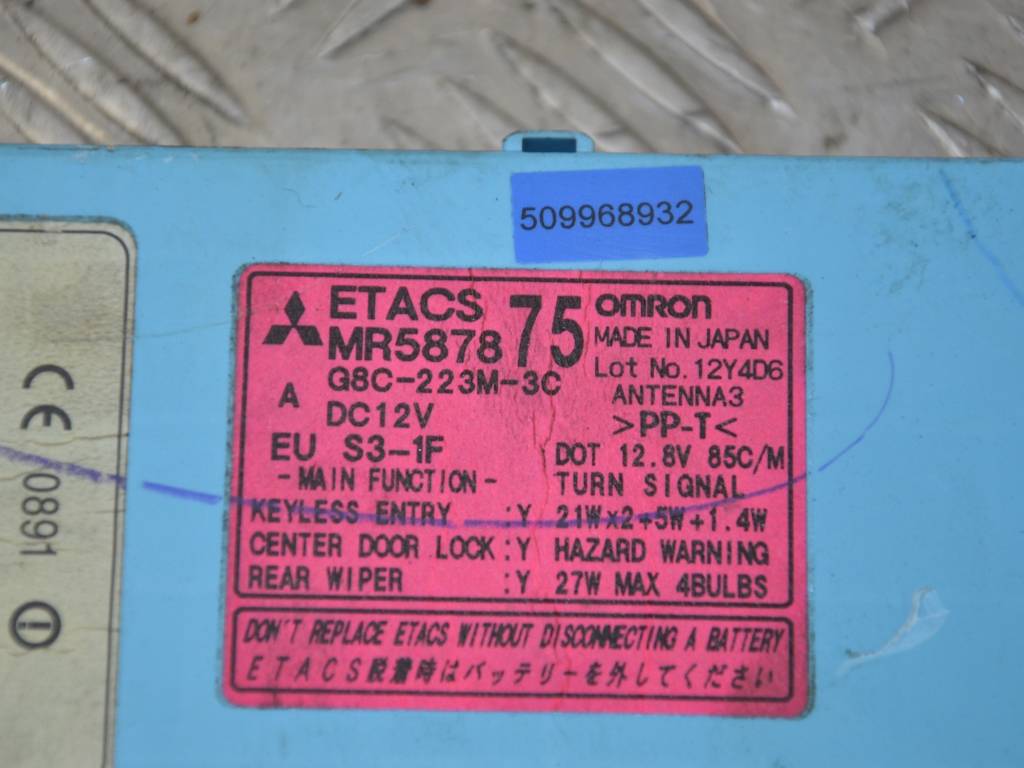 509968932
ETACS 75 OMRON
MR5878 MADE IN JAPAN
G8C-223M-3C Lot No. 12Y4D6
A ANTENNA3
DC12V >PP-T<
EU S3-1F DOT 12.8V 85C/M
-MAIN FUNCTION- TURN SIGNAL
KEYLESS ENTRY :Y 21W×2+5W+1.4W
CENTER DOOR LOCK:Y HAZARD WARNING
REAR WIPER :Y 27W MAX 4BULBS
DON'T REPLACE ETACS WITHOUT DISCONNECTING A BATTERY
ETACS脱着時はバッテリーを外してください
CE 0891